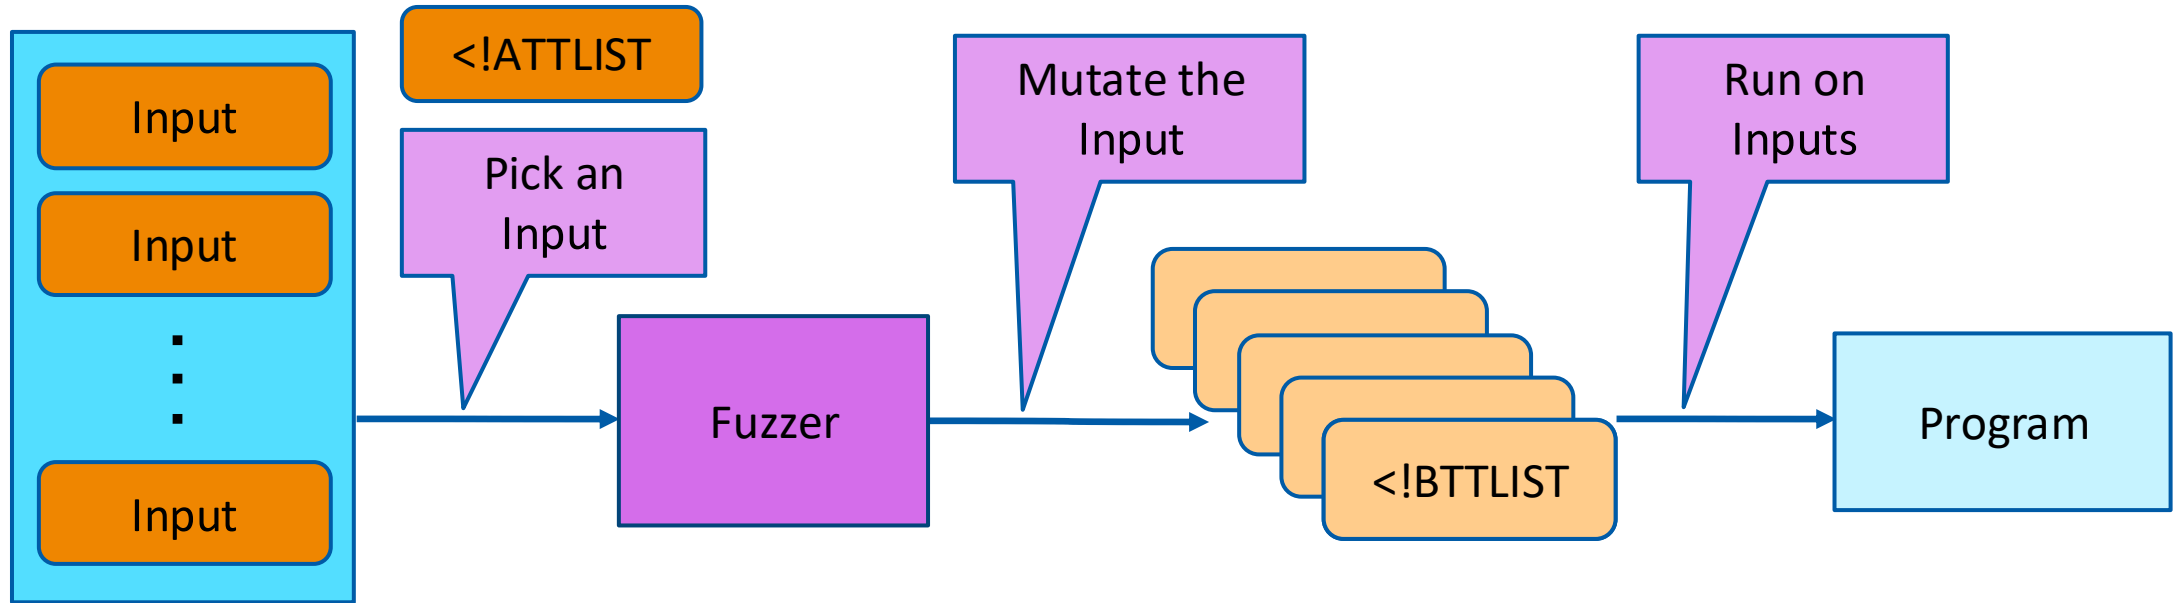 Input
Input
Input
<!ATTLIST
Pick an
Input
Fuzzer
Mutate the
Input
<!BTTLIST
Run on
Inputs
Program